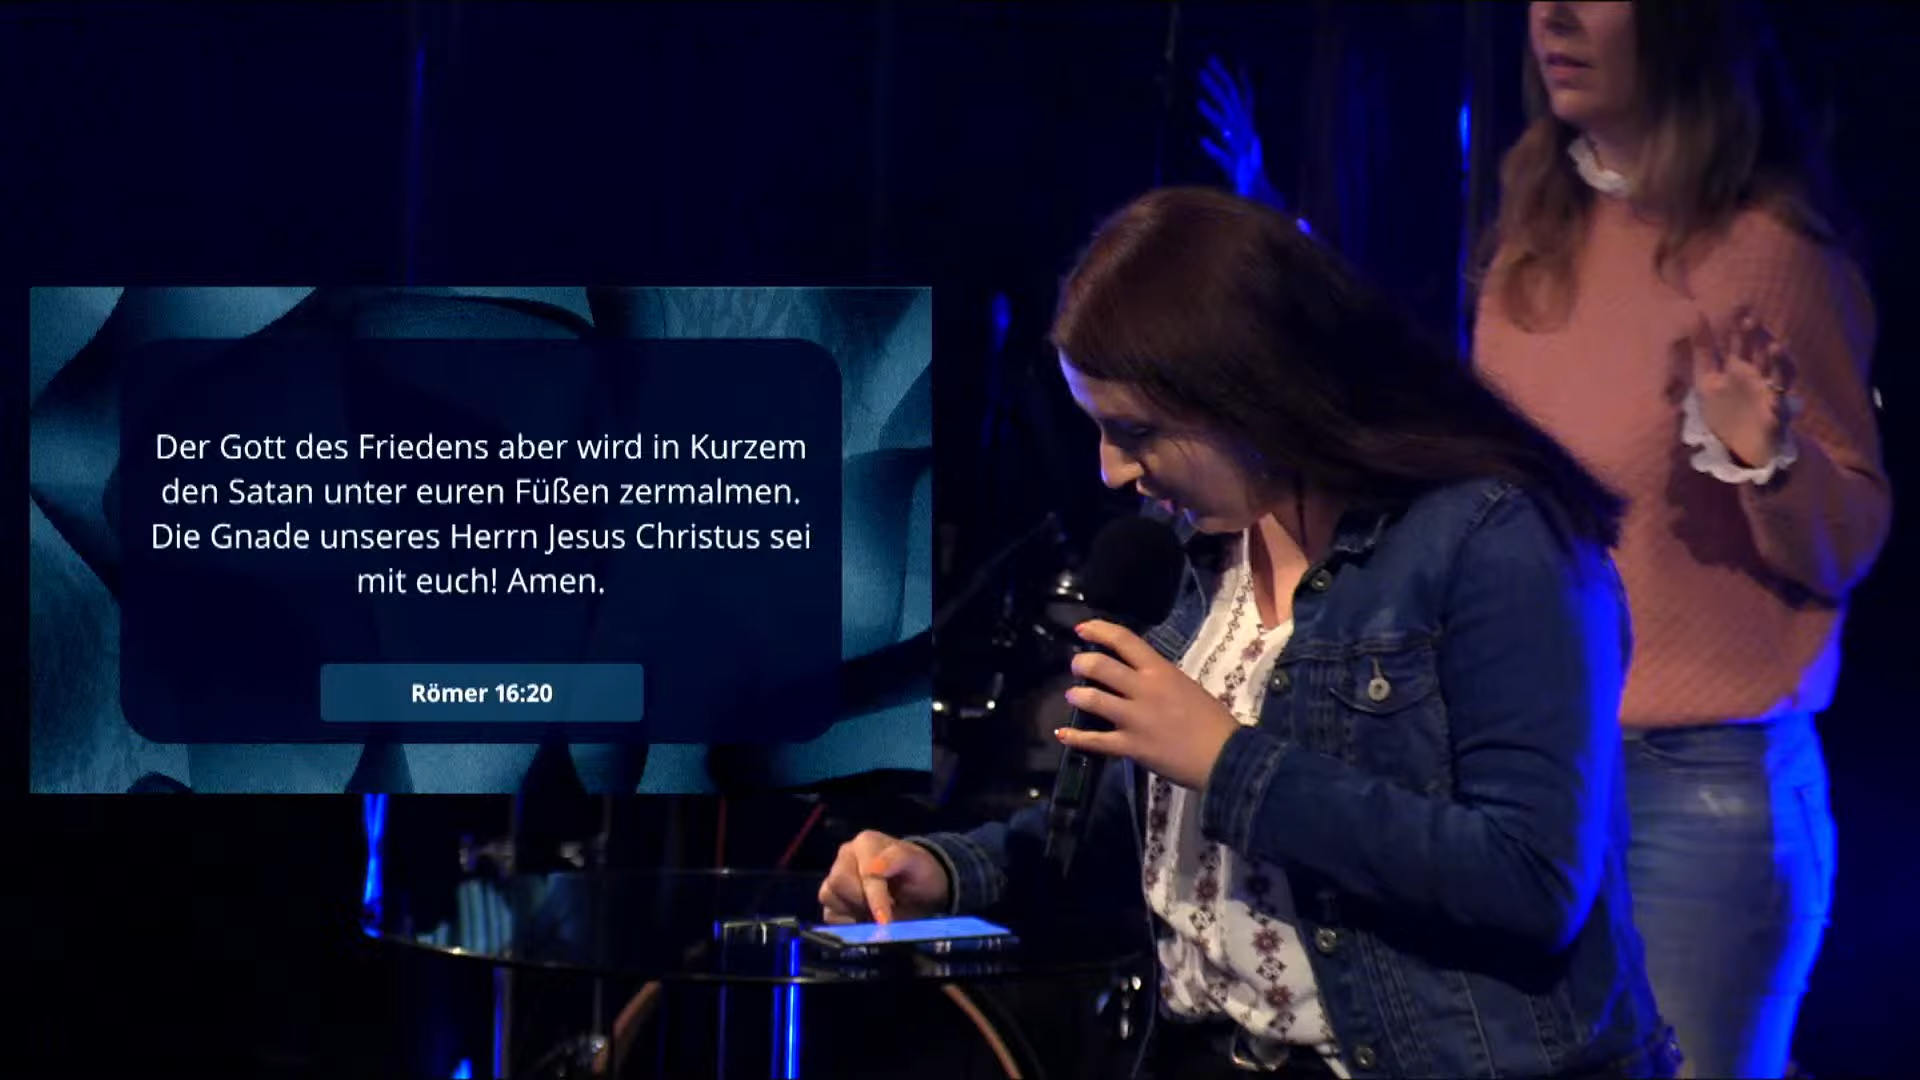 Der Gott des Friedens aber wird in Kurzem
den Satan unter euren Füßen zermalmen.
Die Gnade unseres Herrn Jesus Christus sei
mit euch! Amen.
Römer 16:20